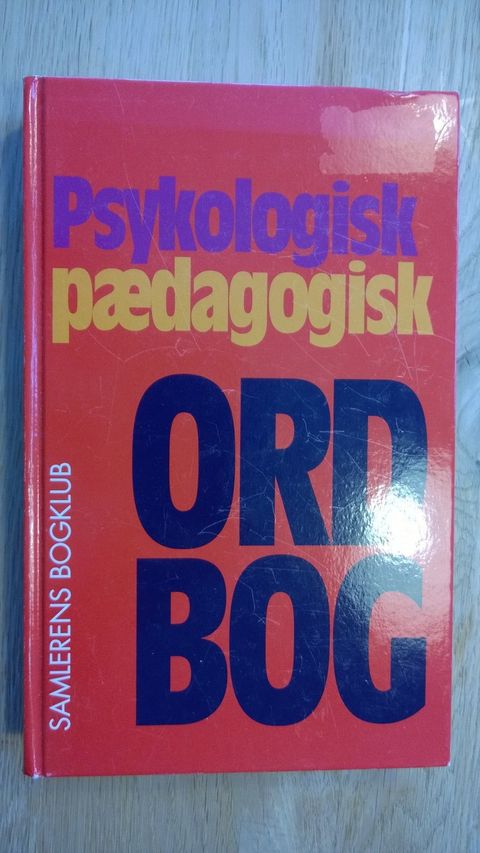 Psykologisk
pædagogisk
ORD
BOG
SAMLERENS BOGKLUB